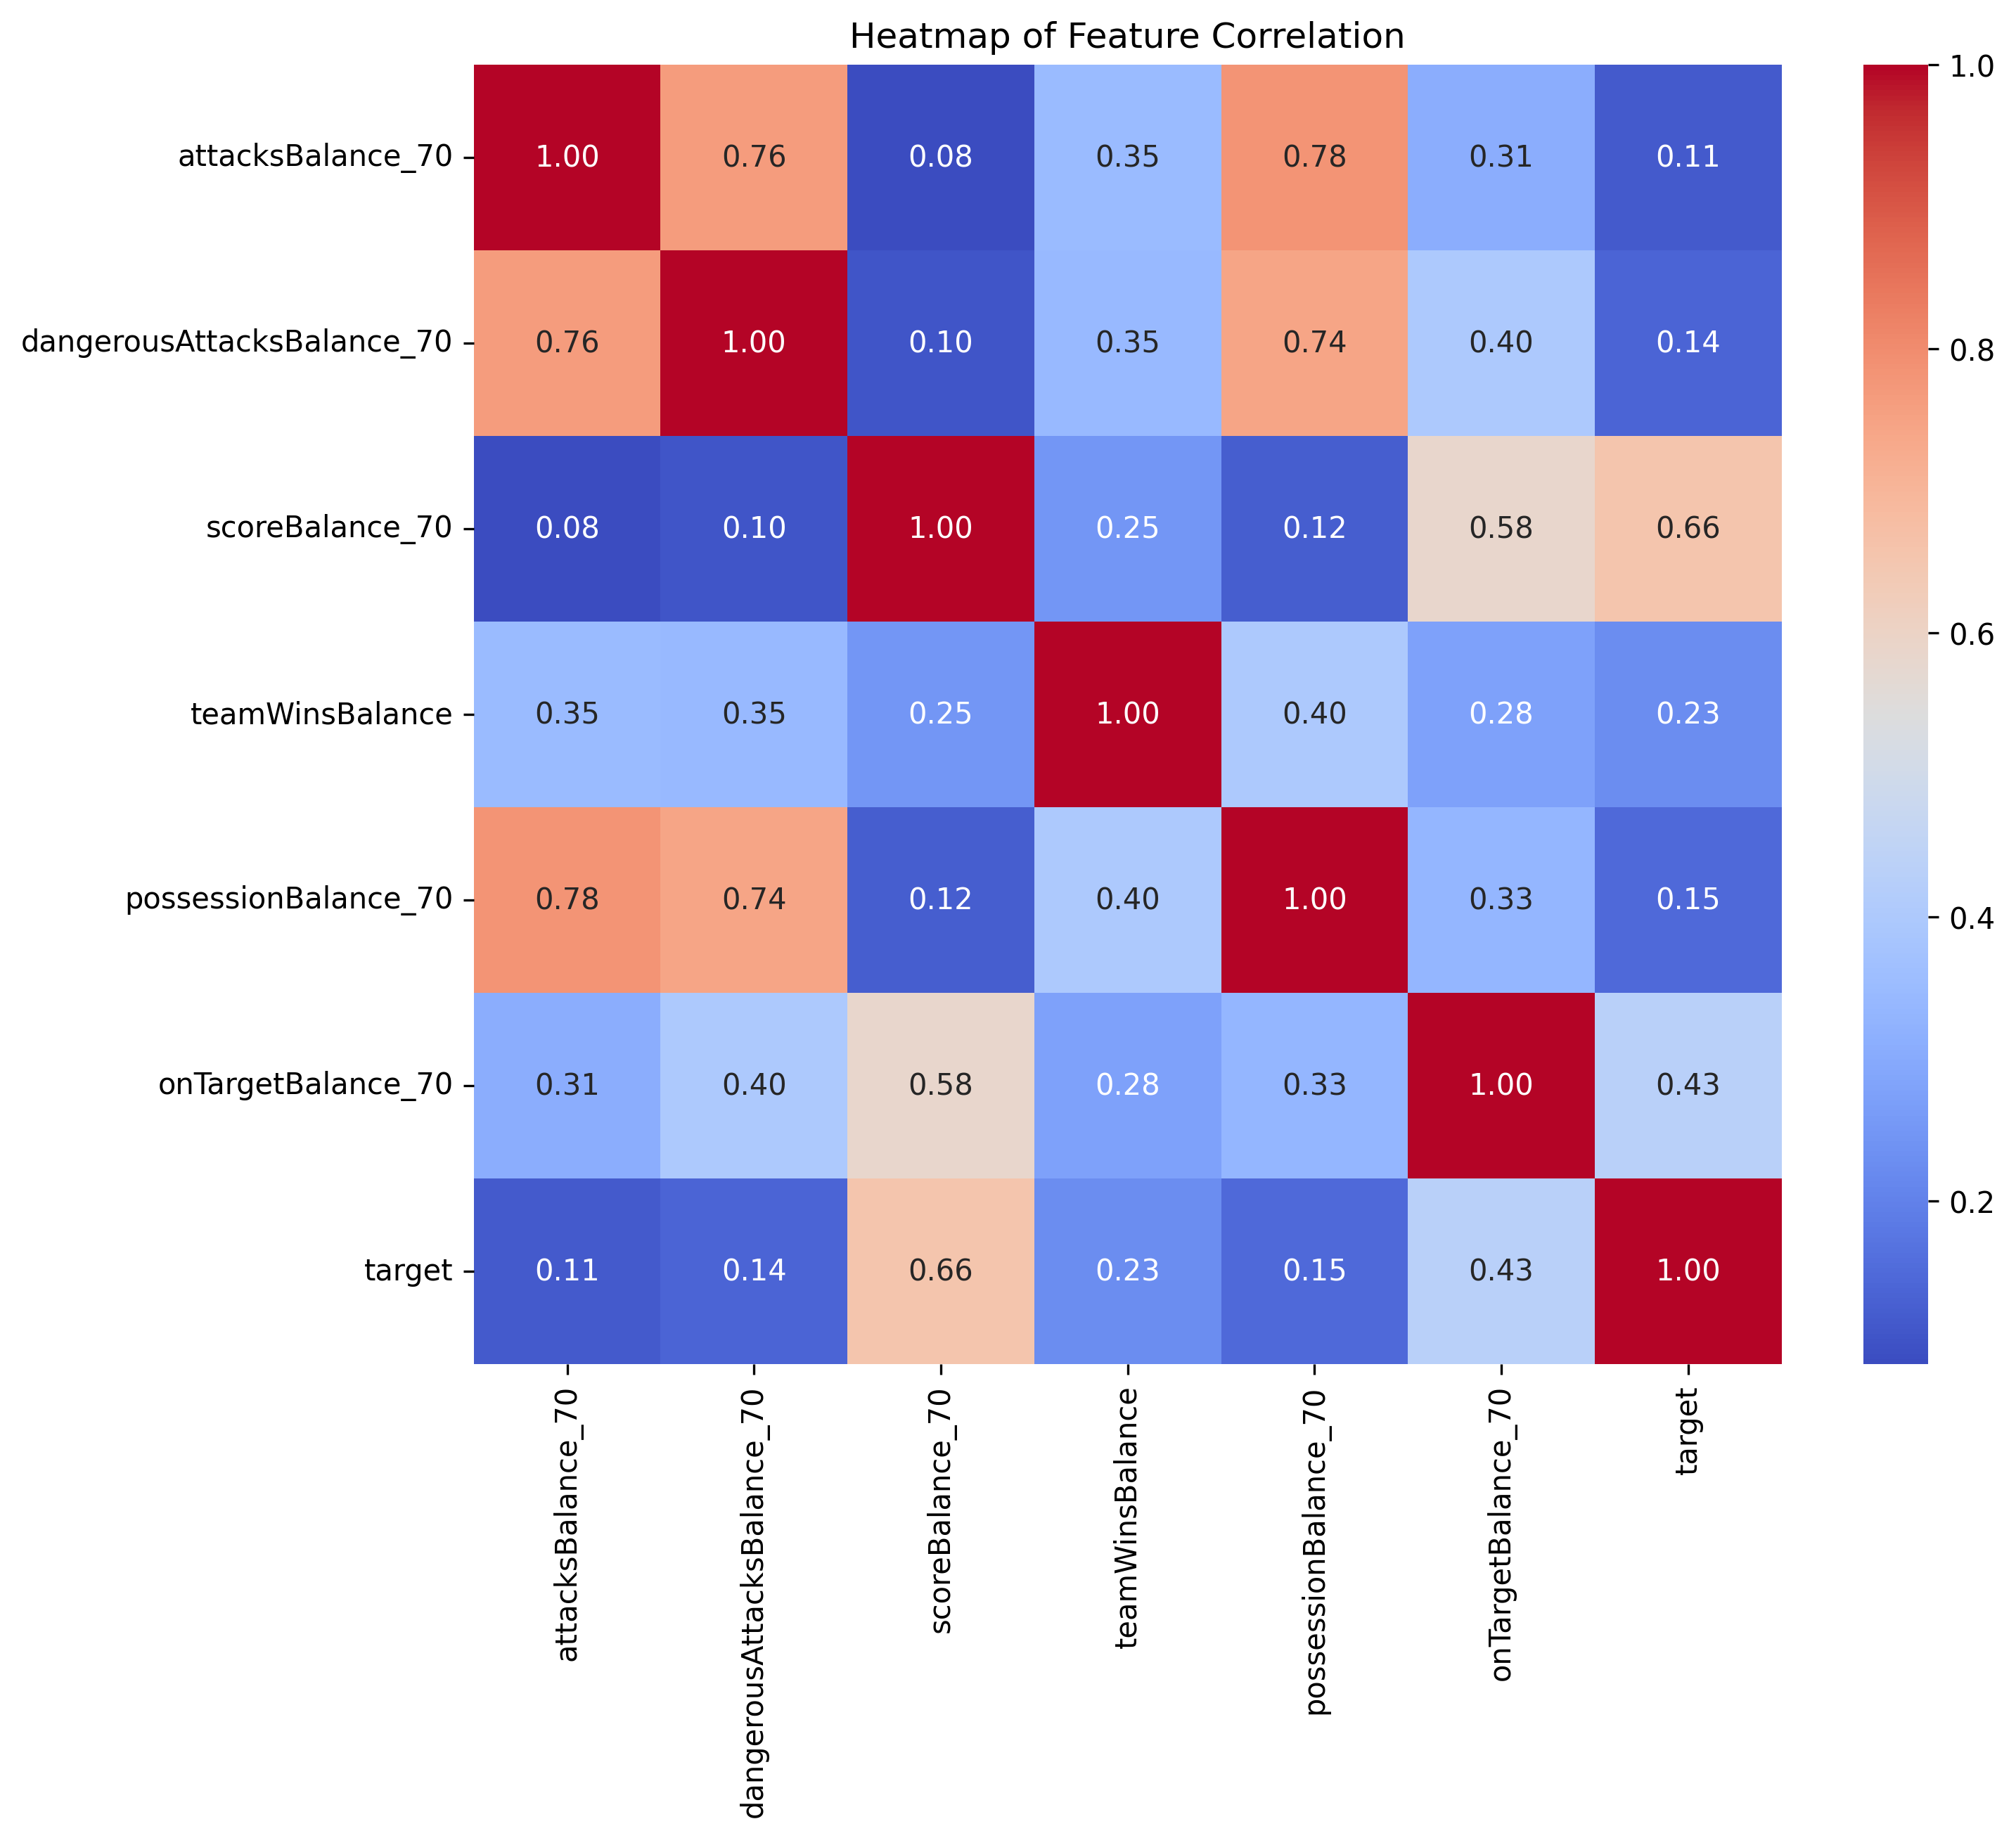 Heatmap of Feature Correlation
attacksBalance_70 1.00 0.76 0.08 0.35 0.78 0.31 0.11
dangerousAttacksBalance_70 0.76 1.00 0.10 0.35 0.74 0.40 0.14
scoreBalance_70 0.08 0.10 1.00 0.25 0.12 0.58 0.66
teamWinsBalance 0.35 0.35 0.25 1.00 0.40 0.28 0.23
possessionBalance_70 0.78 0.74 0.12 0.40 1.00 0.33 0.15
onTargetBalance_70 0.31 0.40 0.58 0.28 0.33 1.00 0.43
target 0.11 0.14 0.66 0.23 0.15 0.43 1.00
attacksBalance_70
dangerousAttacksBalance_70
scoreBalance_70
teamWinsBalance
possessionBalance_70
onTargetBalance_70
target
1.0
0.8
0.6
0.4
0.2